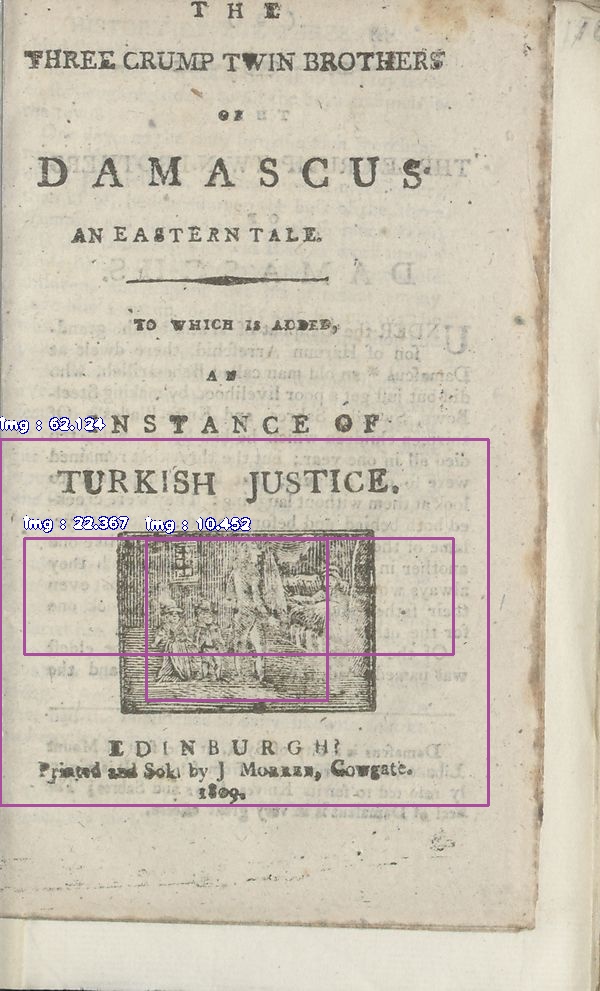 THE
THREE CRUMP TWIN BROTHERS
OF
DAMASCUS.
AN EASTERN TALE.
TO WHICH IS ADDED,
AN
INSTANCE OF
img : 62.124
TURKISH JUSTICE.
img : 22.367 img : 10.452
EDINBURGH:
Printed and Sold by J MORREN, Cowgate.
1809.